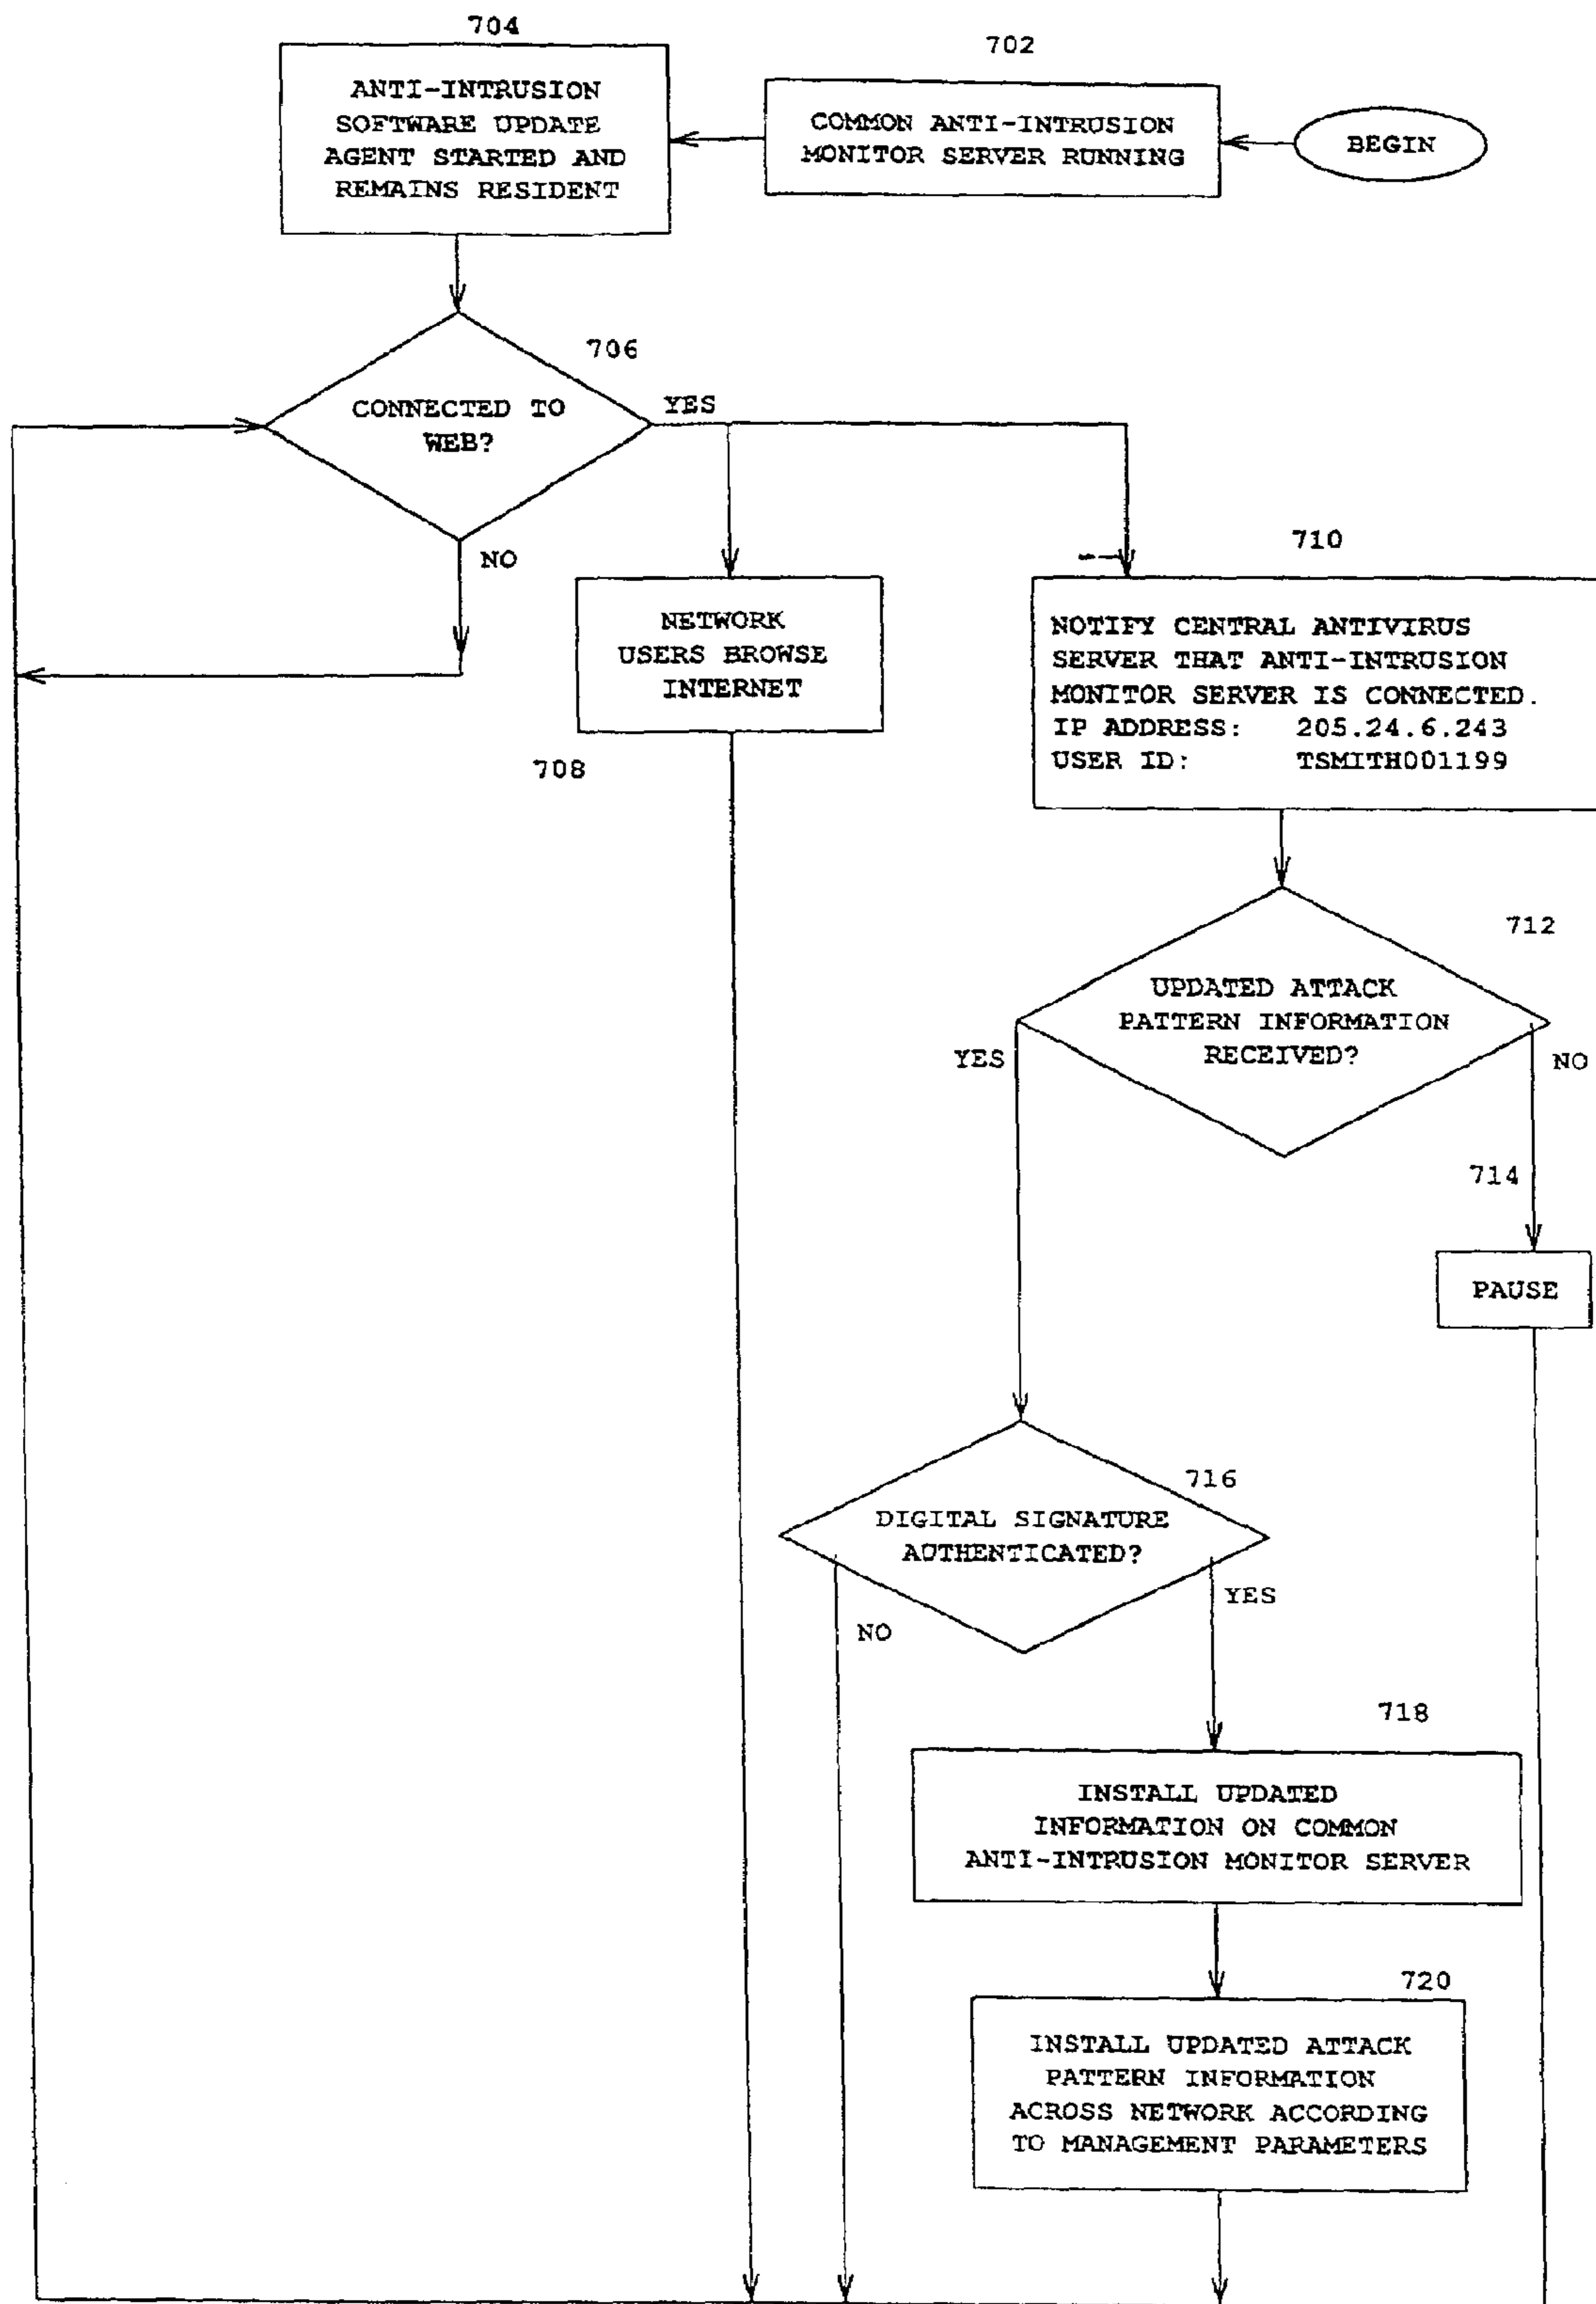 704
702
ANTI-INTRUSION
SOFTWARE UPDATE
AGENT STARTED AND
REMAINS RESIDENT
COMMON ANTI-INTRUSION
MONITOR SERVER RUNNING
BEGIN
706
CONNECTED TO
WEB?
YES
NO
710
NETWORK
USERS BROWSE
INTERNET
708
NOTIFY CENTRAL ANTIVIRUS
SERVER THAT ANTI-INTRUSION
MONITOR SERVER IS CONNECTED.
IP ADDRESS: 205.24.6.243
USER ID: TSMITH001199
712
UPDATED ATTACK
PATTERN INFORMATION
RECEIVED?
YES
NO
714
PAUSE
716
DIGITAL SIGNATURE
AUTHENTICATED?
YES
NO
718
INSTALL UPDATED
INFORMATION ON COMMON
ANTI-INTRUSION MONITOR SERVER
720
INSTALL UPDATED ATTACK
PATTERN INFORMATION
ACROSS NETWORK ACCORDING
TO MANAGEMENT PARAMETERS